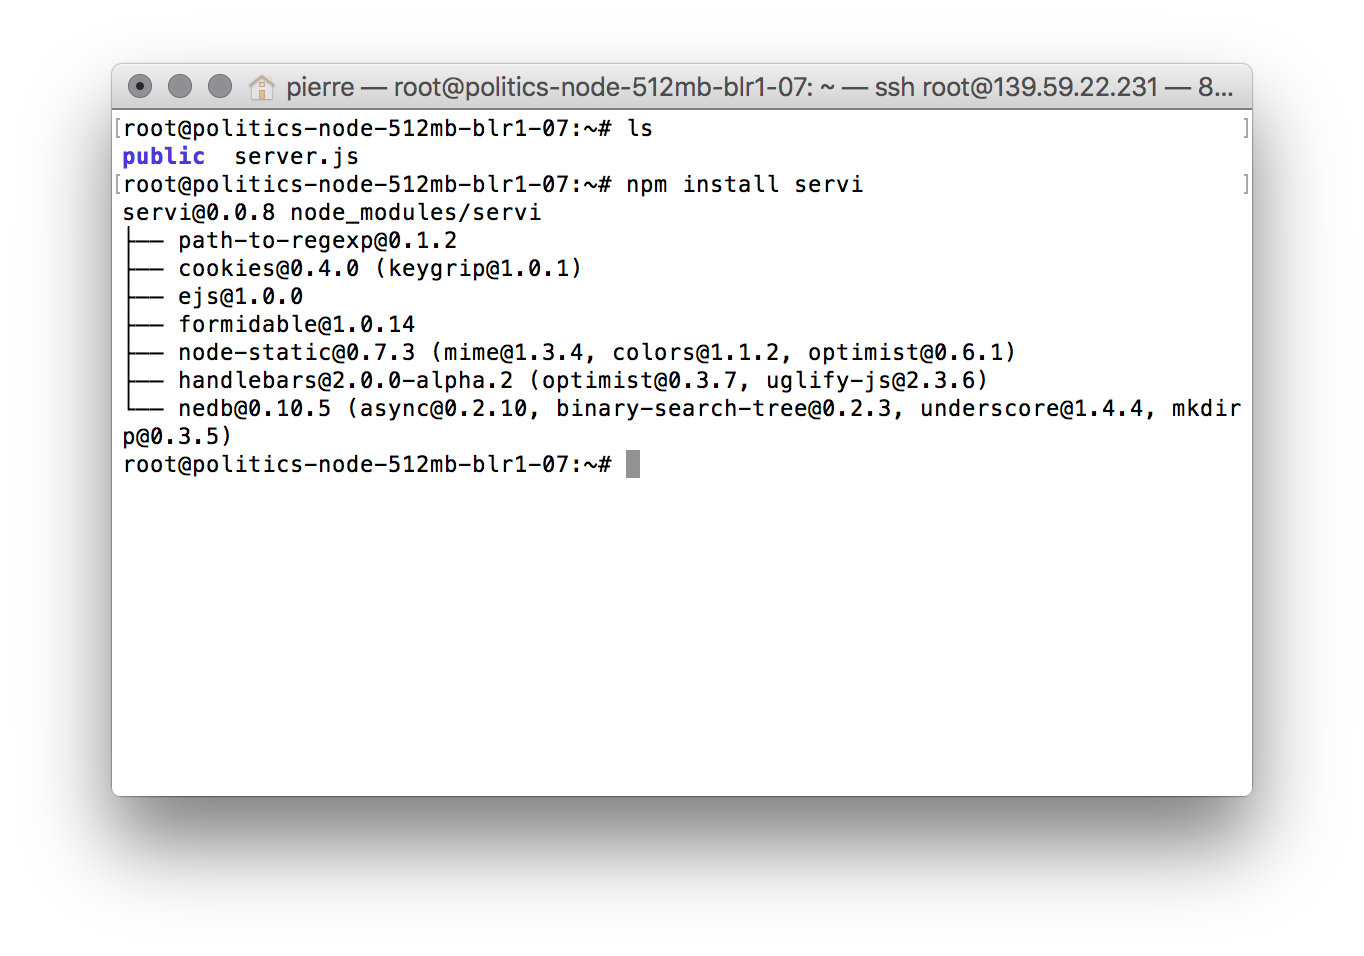 pierre — root@politics-node-512mb-blr1-07: ~ — ssh root@139.59.22.231 — 8...
[root@politics-node-512mb-blr1-07:~# ls ]
public server.js
[root@politics-node-512mb-blr1-07:~# npm install servi ]
servi@0.0.8 node_modules/servi
├── path-to-regexp@0.1.2
├── cookies@0.4.0 (keygrip@1.0.1)
├── ejs@1.0.0
├── formidable@1.0.14
├── node-static@0.7.3 (mime@1.3.4, colors@1.1.2, optimist@0.6.1)
├── handlebars@2.0.0-alpha.2 (optimist@0.3.7, uglify-js@2.3.6)
└── nedb@0.10.5 (async@0.2.10, binary-search-tree@0.2.3, underscore@1.4.4, mkdir
p@0.3.5)
root@politics-node-512mb-blr1-07:~#